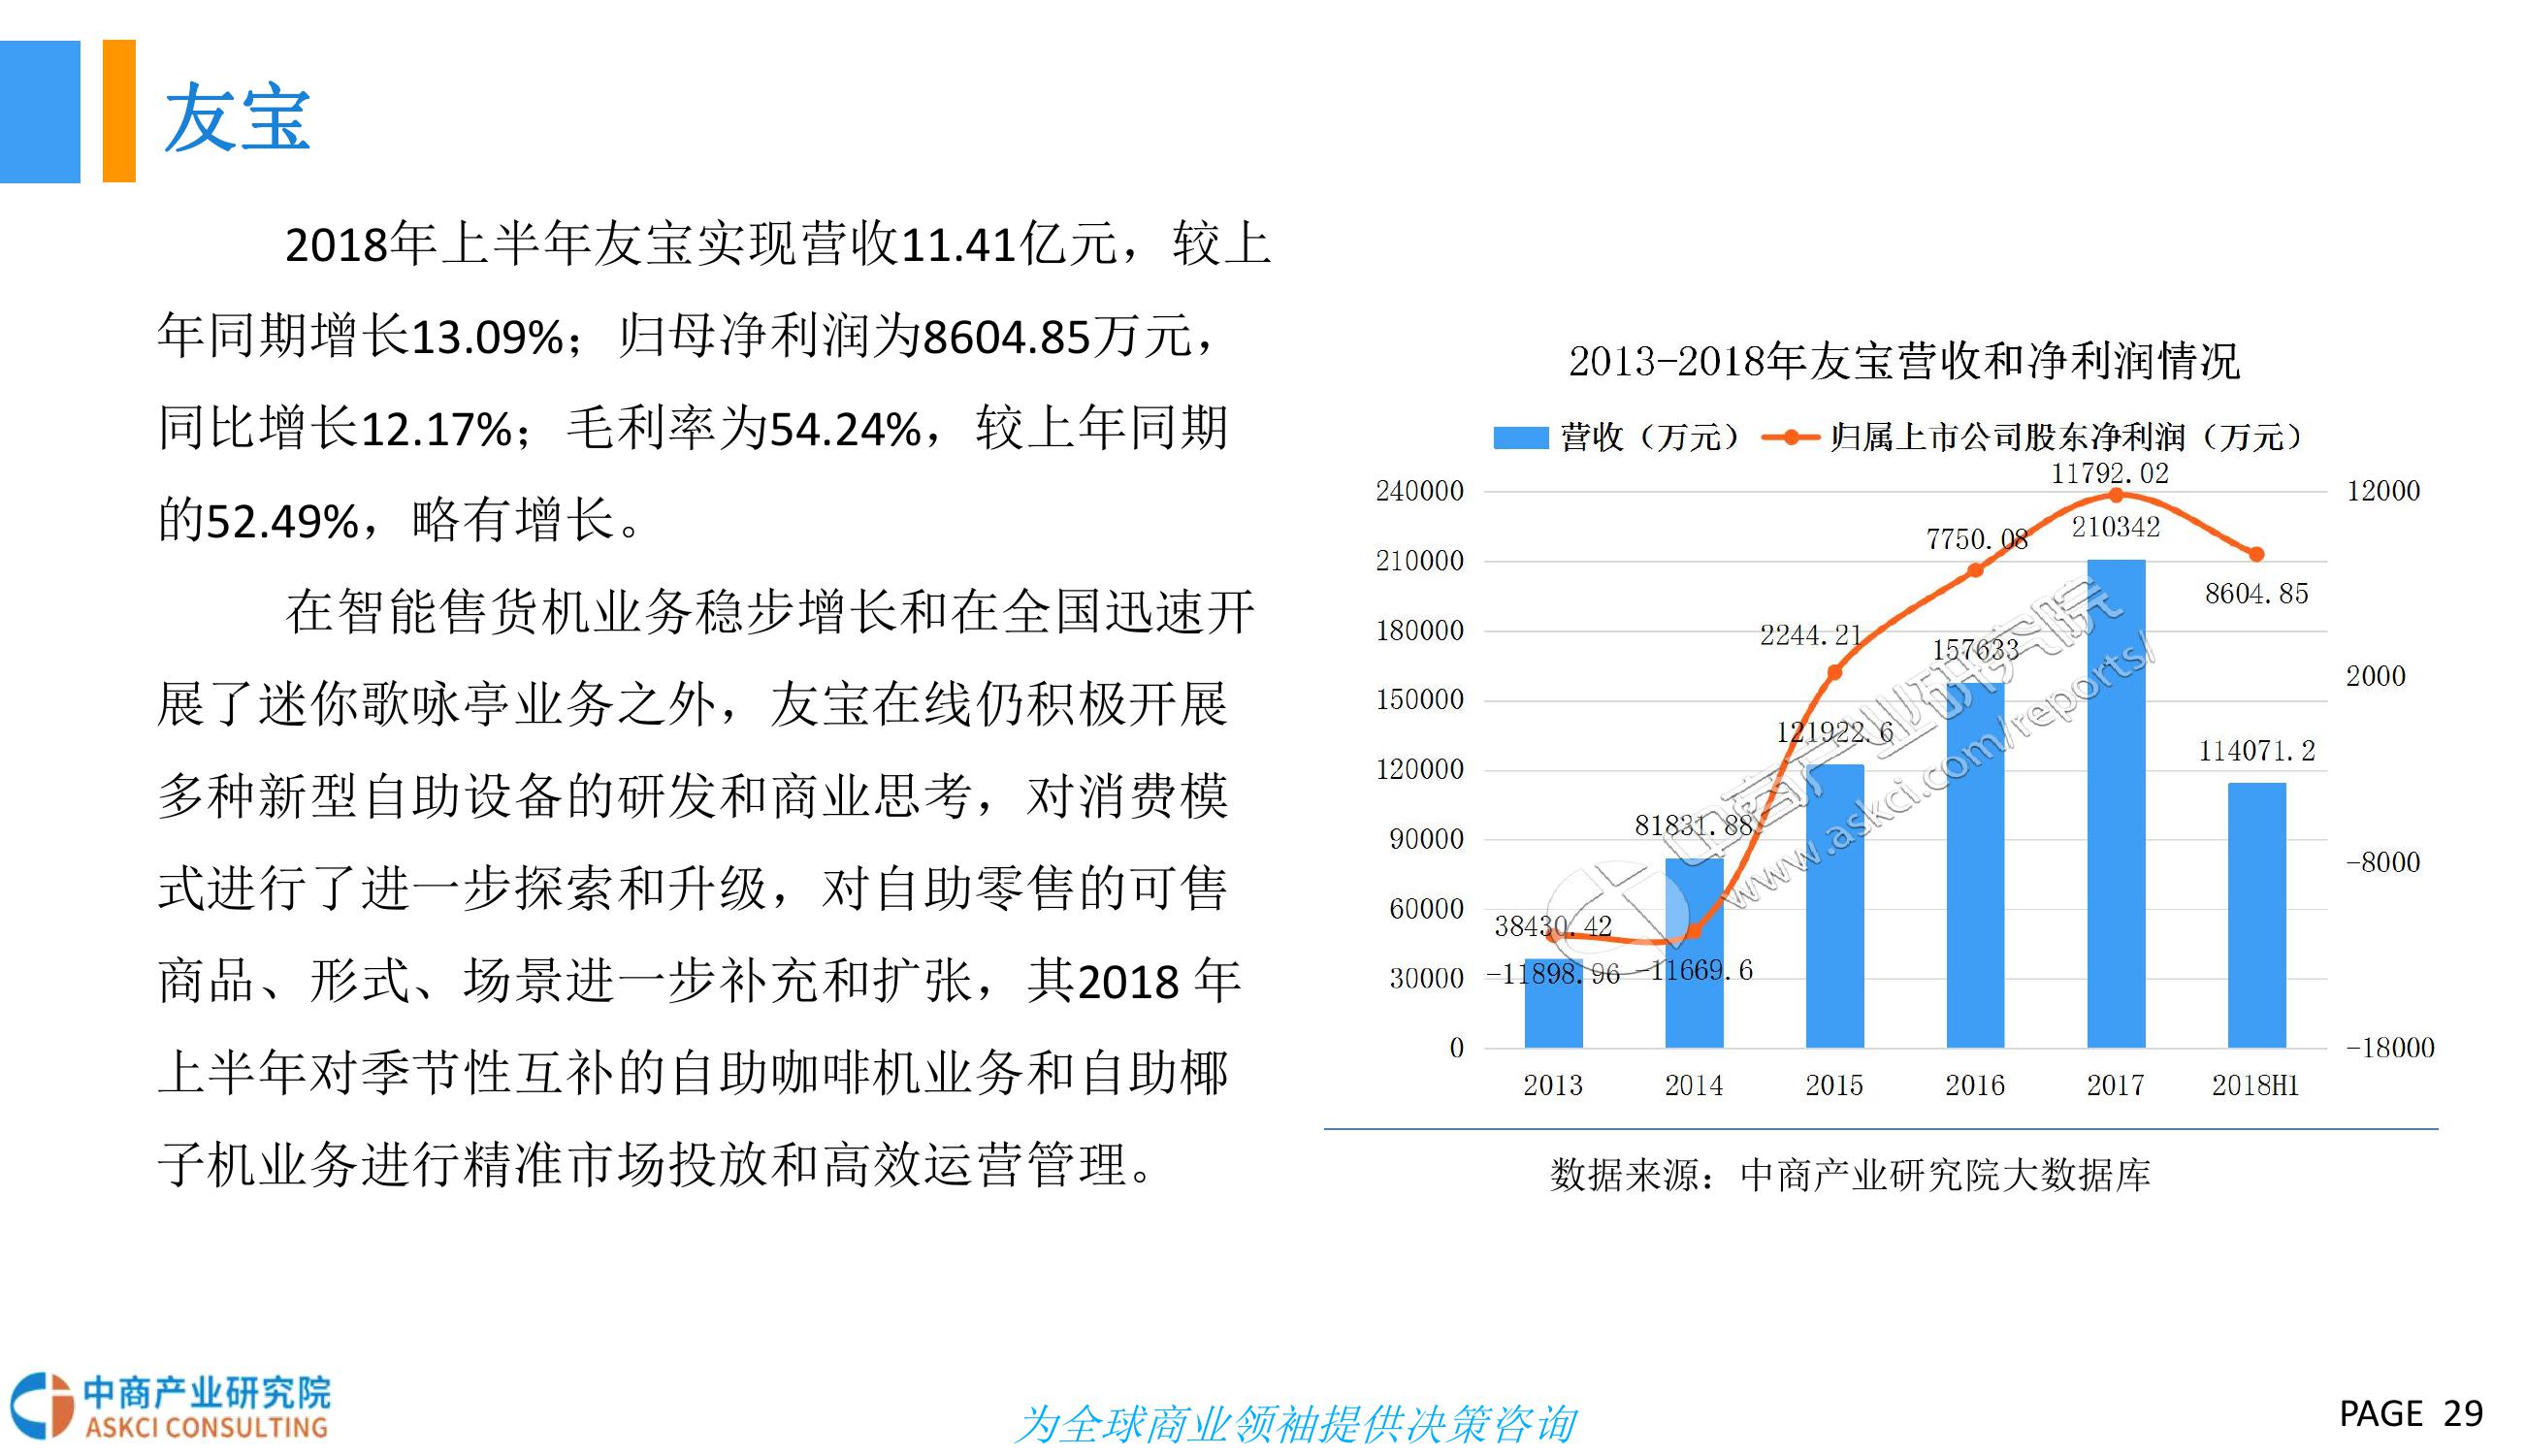 友宝
2018年上半年友宝实现营收11.41亿元，较上
年同期增长13.09%；归母净利润为8604.85万元，
同比增长12.17%；毛利率为54.24%，较上年同期
的52.49%，略有增长。
在智能售货机业务稳步增长和在全国迅速开
展了迷你歌咏亭业务之外，友宝在线仍积极开展
多种新型自助设备的研发和商业思考，对消费模
式进行了进一步探索和升级，对自助零售的可售
商品、形式、场景进一步补充和扩张，其2018 年
上半年对季节性互补的自助咖啡机业务和自助椰
子机业务进行精准市场投放和高效运营管理。
2013-2018年友宝营收和净利润情况
营收（万元） 归属上市公司股东净利润（万元）
240000
210000
180000
150000
120000
90000
60000
30000
0
12000
2000
-8000
-18000
38430.42
81831.88
121922.6
157633
210342
114071.2
-11898.96
-11669.6
2244.21
7750.08
11792.02
8604.85
2013 2014 2015 2016 2017 2018H1
中商产业研究院
www.askci.com/reports/
数据来源：中商产业研究院大数据库
中商产业研究院
ASKCI CONSULTING
为全球商业领袖提供决策咨询
PAGE 29